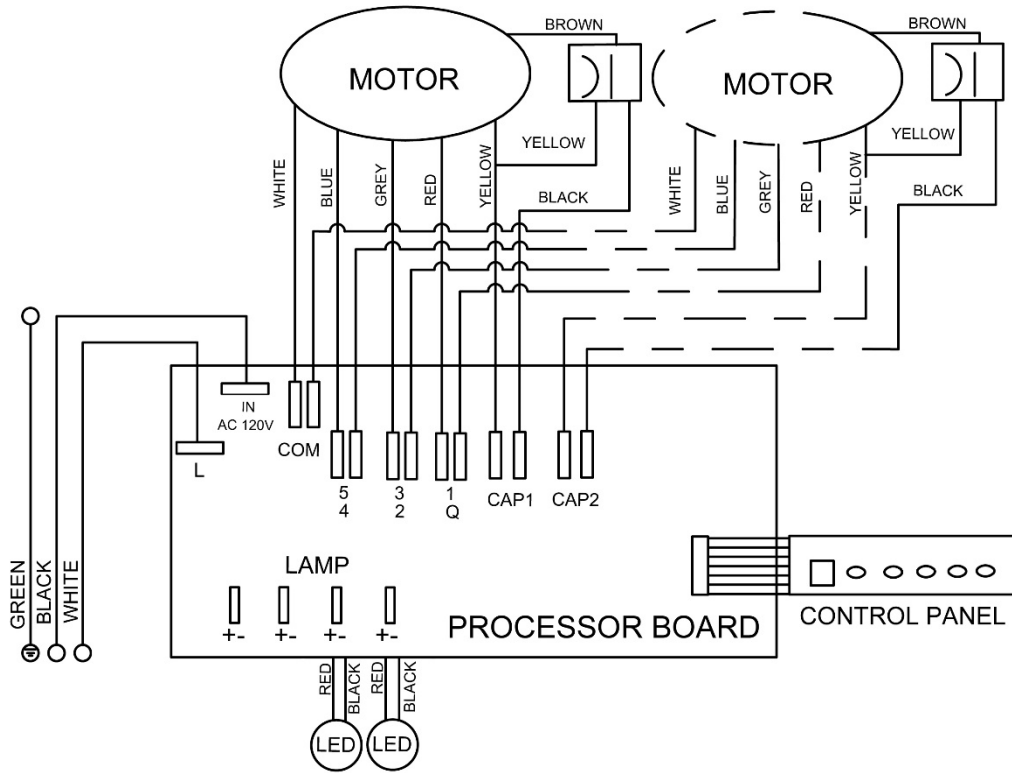 BROWN
BROWN
MOTOR
MOTOR
YELLOW
YELLOW
WHITE
BLUE
GREY
RED
YELLOW
BLACK
WHITE
BLUE
GREY
RED
YELLOW
BLACK
IN
AC 120V
L
COM
5
4
3
2
1
Q
CAP1
CAP2
GREEN
BLACK
WHITE
LAMP
+-
+-
+-
+-
PROCESSOR BOARD
CONTROL PANEL
RED
BLACK
RED
BLACK
LED
LED